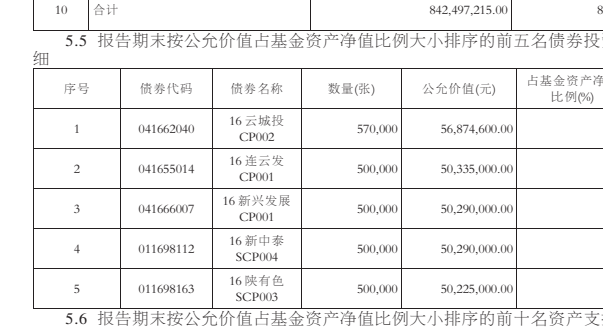 10 合计 842,497,215.00 8
5.5 报告期末按公允价值占基金资产净值比例大小排序的前五名债券投
细
序号 债券代码 债券名称 数量(张) 公允价值(元) 占基金资产净
比例(%)
1 041662040 16 云城投 570,000 56,874,600.00
CP002
2 041655014 16 连云发 500,000 50,335,000.00
CP001
3 041666007 16 新兴发展 500,000 50,290,000.00
CP001
4 011698112 16 新中泰 500,000 50,290,000.00
SCP004
5 011698163 16 陕有色 500,000 50,225,000.00
SCP003
5.6 报告期末按公允价值占基金资产净值比例大小排序的前十名资产支